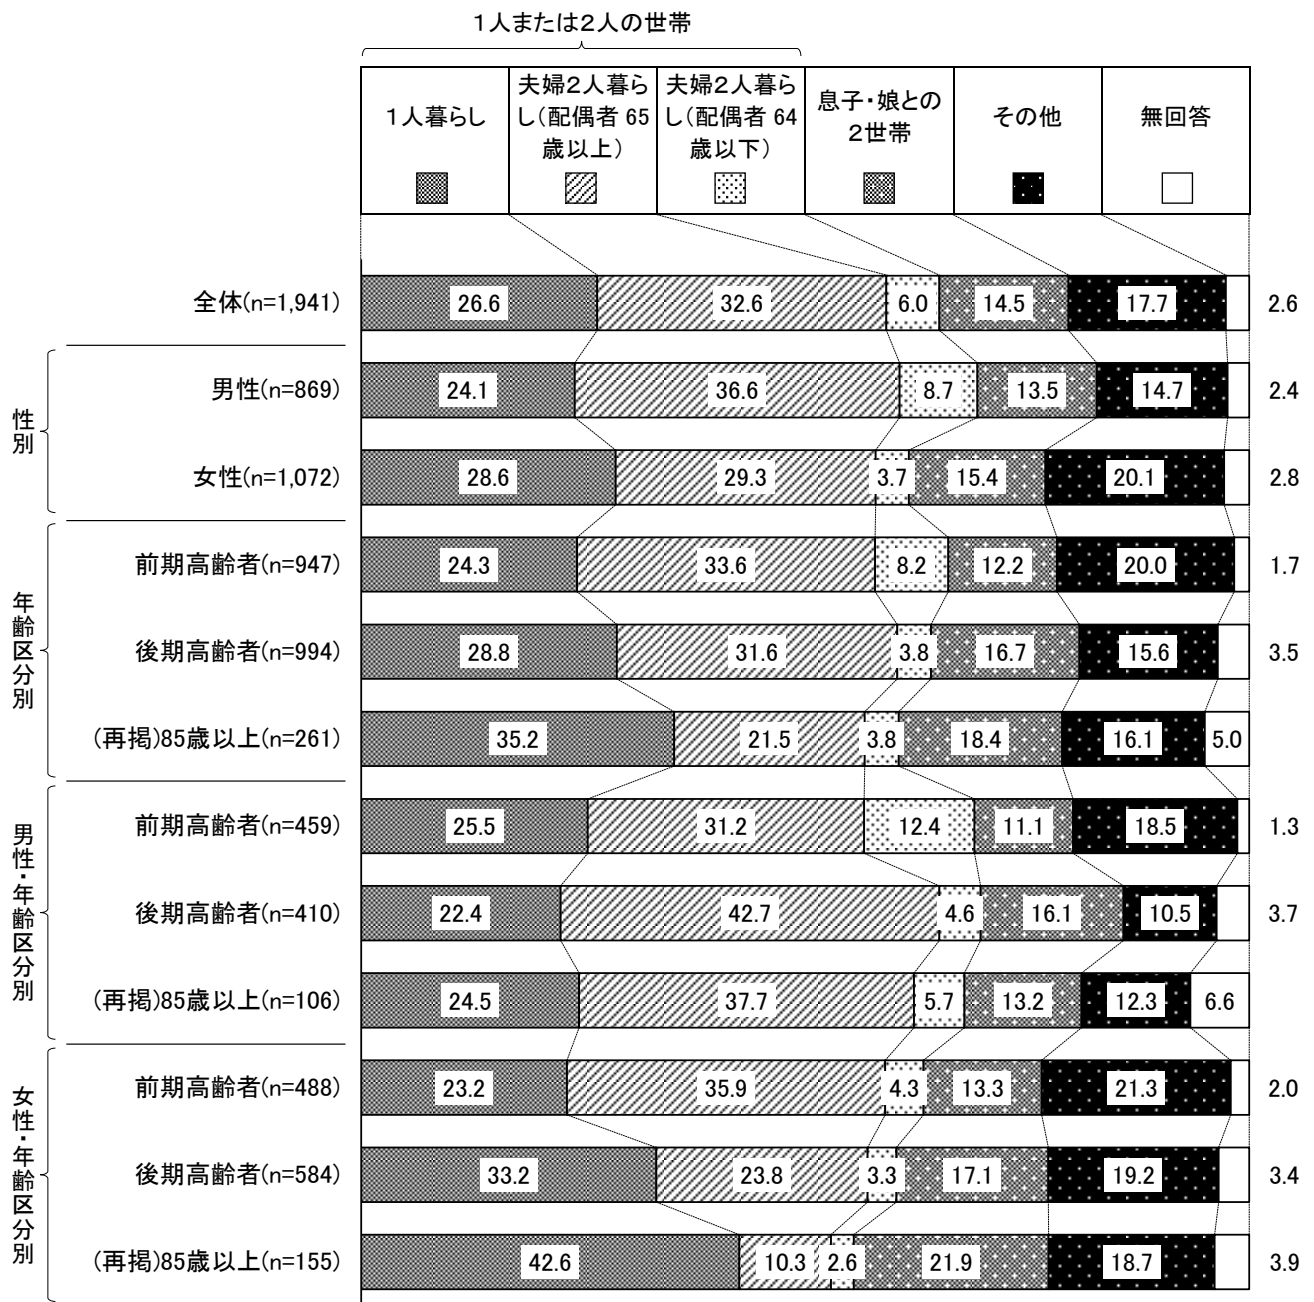 1人または2人の世帯
1人暮らし
夫婦2人暮ら
し(配偶者 65
歳以上)
夫婦2人暮ら
し(配偶者 64
歳以下)
息子・娘との
2世帯
その他
無回答
全体(n=1,941)
26.6 32.6 6.0 14.5 17.7 2.6
性別
男性(n=869)
24.1 36.6 8.7 13.5 14.7 2.4
女性(n=1,072)
28.6 29.3 3.7 15.4 20.1 2.8
年齢区分別
前期高齢者(n=947)
24.3 33.6 8.2 12.2 20.0 1.7
後期高齢者(n=994)
28.8 31.6 3.8 16.7 15.6 3.5
(再掲)85歳以上(n=261)
35.2 21.5 3.8 18.4 16.1 5.0
男性・年齢区分別
前期高齢者(n=459)
25.5 31.2 12.4 11.1 18.5 1.3
後期高齢者(n=410)
22.4 42.7 4.6 16.1 10.5 3.7
(再掲)85歳以上(n=106)
24.5 37.7 5.7 13.2 12.3 6.6
女性・年齢区分別
前期高齢者(n=488)
23.2 35.9 4.3 13.3 21.3 2.0
後期高齢者(n=584)
33.2 23.8 3.3 17.1 19.2 3.4
(再掲)85歳以上(n=155)
42.6 10.3 2.6 21.9 18.7 3.9